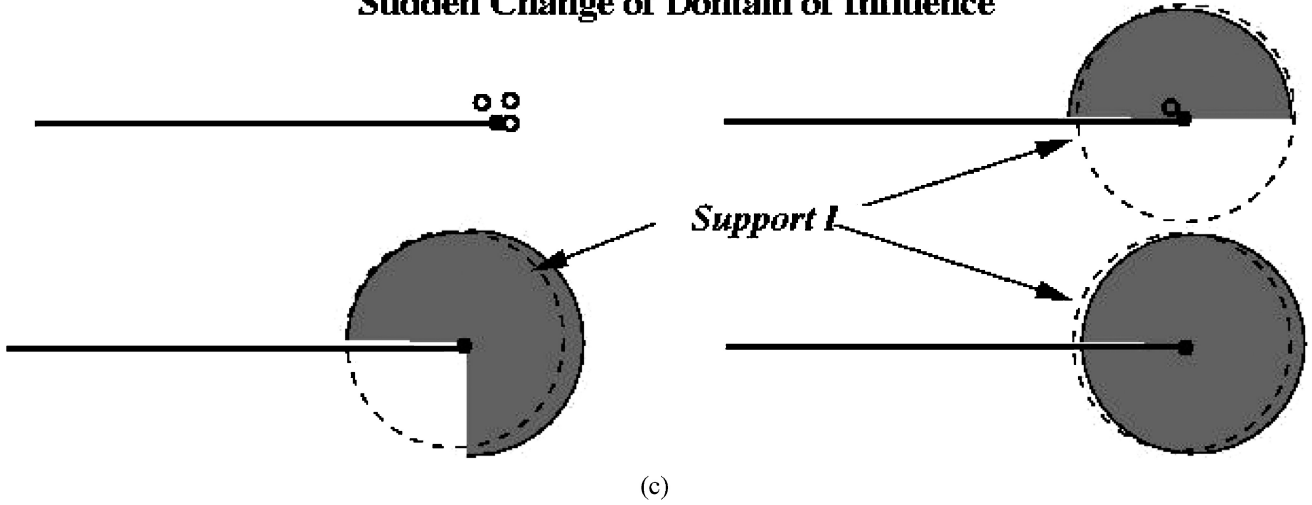 Sudden Change of Domain of Influence
Support I
(c)